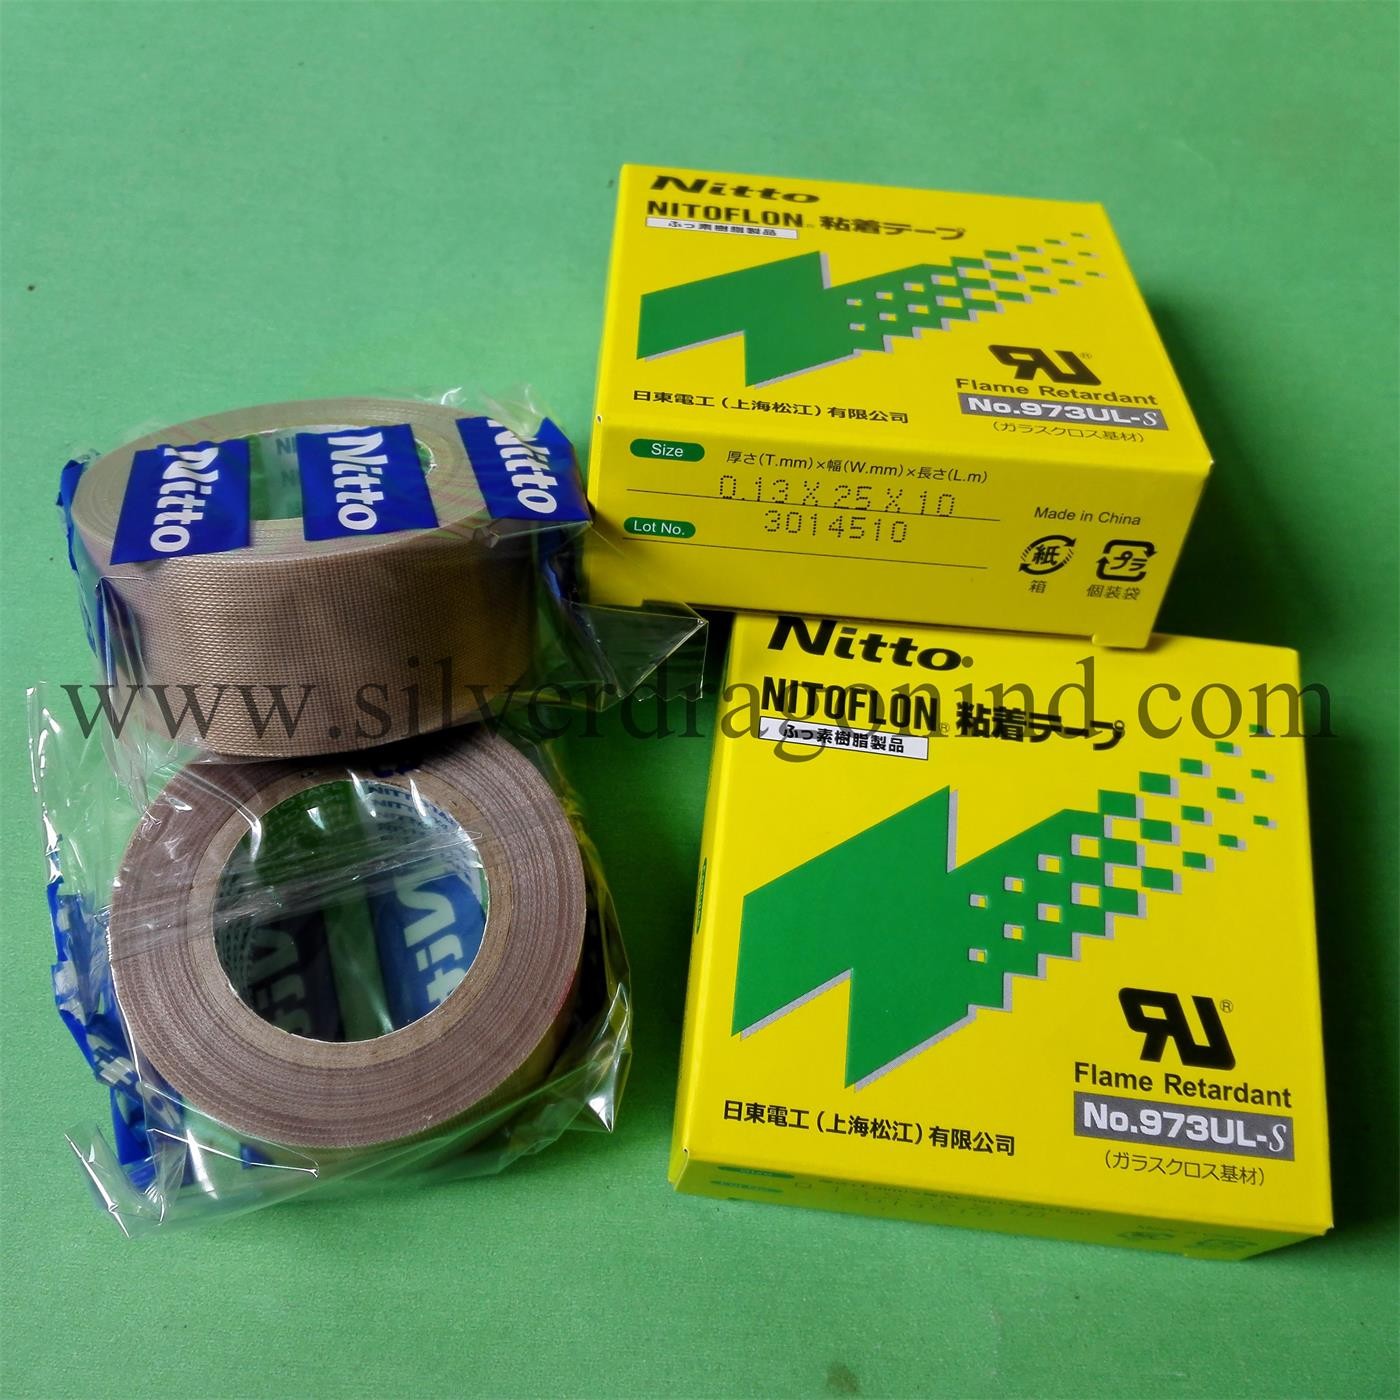 Nitto
NITOFLON® 粘着テープ
ふっ素樹脂製品
®
Flame Retardant
No.973UL-S
(ガラスクロス基材)
日東電工(上海松江)有限公司
Size
厚さ(T.mm)×幅(W.mm)×長さ(L.m)
0.13 X 25 X 10
Lot No.
3014510
Made in China
紙
箱
プラ
個装袋
Nitto
Nitto
Nitto
www.silverdragonind.com
Nitto
NITOFLON® 粘着テープ
ふっ素樹脂製品
®
Flame Retardant
No.973UL-S
(ガラスクロス基材)
日東電工(上海松江)有限公司